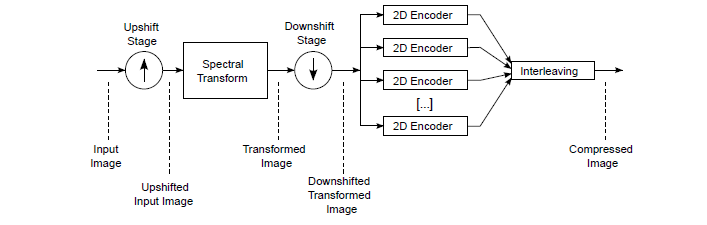 Upshift
Stage
Spectral
Transform
Downshift
Stage
2D Encoder
2D Encoder
2D Encoder
[...]
2D Encoder
Interleaving
Input
Image
Upshifted
Input Image
Transformed
Image
Downshifted
Transformed
Image
Compressed
Image